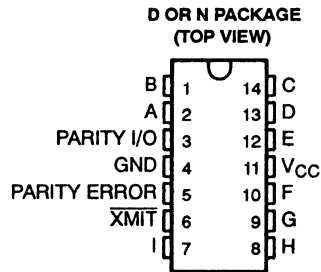 D OR N PACKAGE
(TOP VIEW)
B 1 14 C
A 2 13 D
PARITY I/O 3 12 E
GND 4 11 VCC
PARITY ERROR 5 10 F
XMIT 6 9 G
I 7 8 H